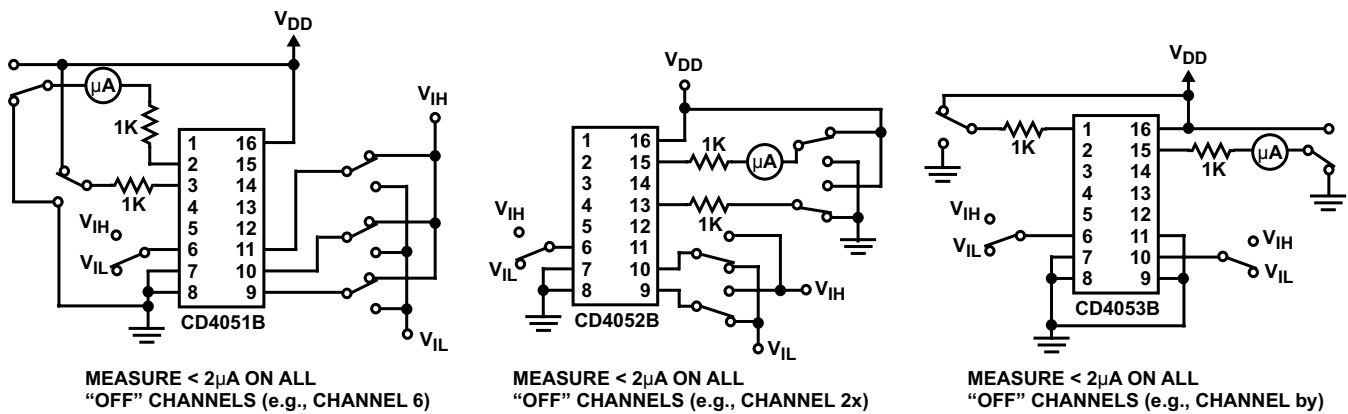 VDD
µA
1K
1K
1 16
2 15
3 14
4 13
5 12
6 11
7 10
8 9
VIH
VIL
VIH
VIL
CD4051B
MEASURE < 2µA ON ALL
“OFF” CHANNELS (e.g., CHANNEL 6)
VDD
1K
µA
1K
1 16
2 15
3 14
4 13
5 12
6 11
7 10
8 9
VIH
VIL
VIH
VIL
CD4052B
MEASURE < 2µA ON ALL
“OFF” CHANNELS (e.g., CHANNEL 2x)
VDD
1K
1K
µA
1 16
2 15
3 14
4 13
5 12
6 11
7 10
8 9
VIH
VIL
VIH
VIL
CD4053B
MEASURE < 2µA ON ALL
“OFF” CHANNELS (e.g., CHANNEL by)